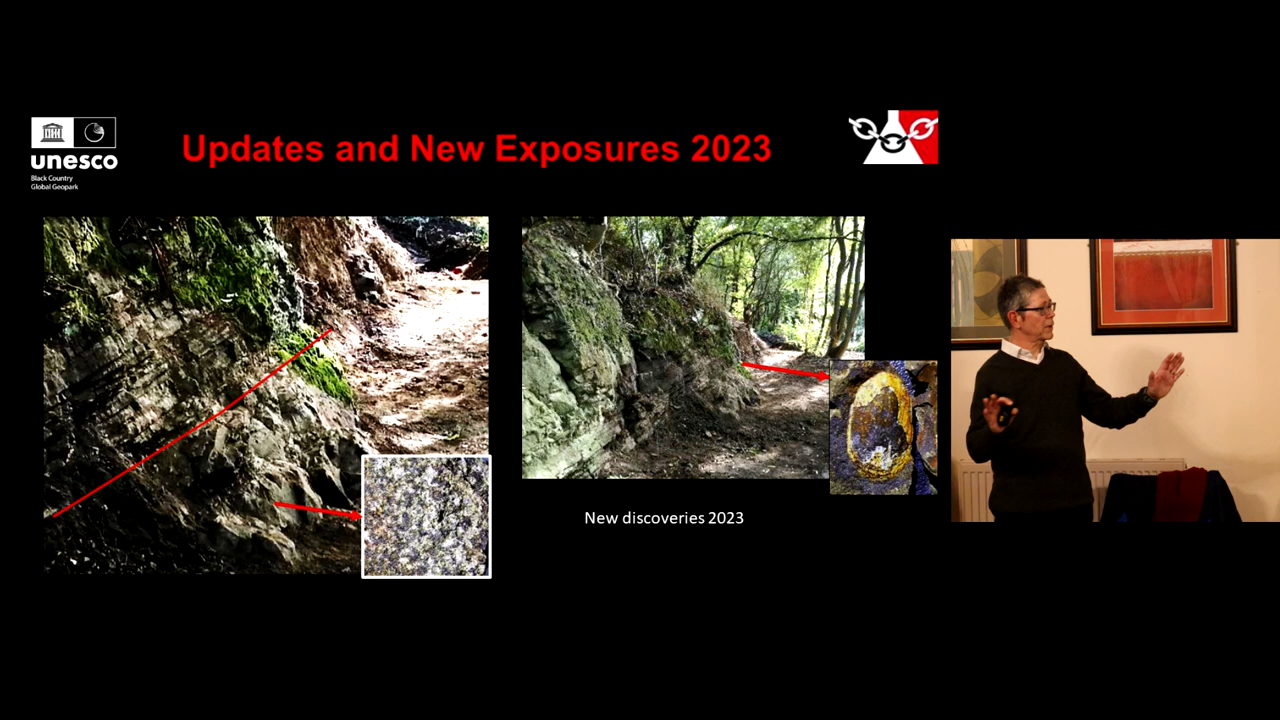 unesco
Black Country
Global Geopark
Updates and New Exposures 2023
New discoveries 2023